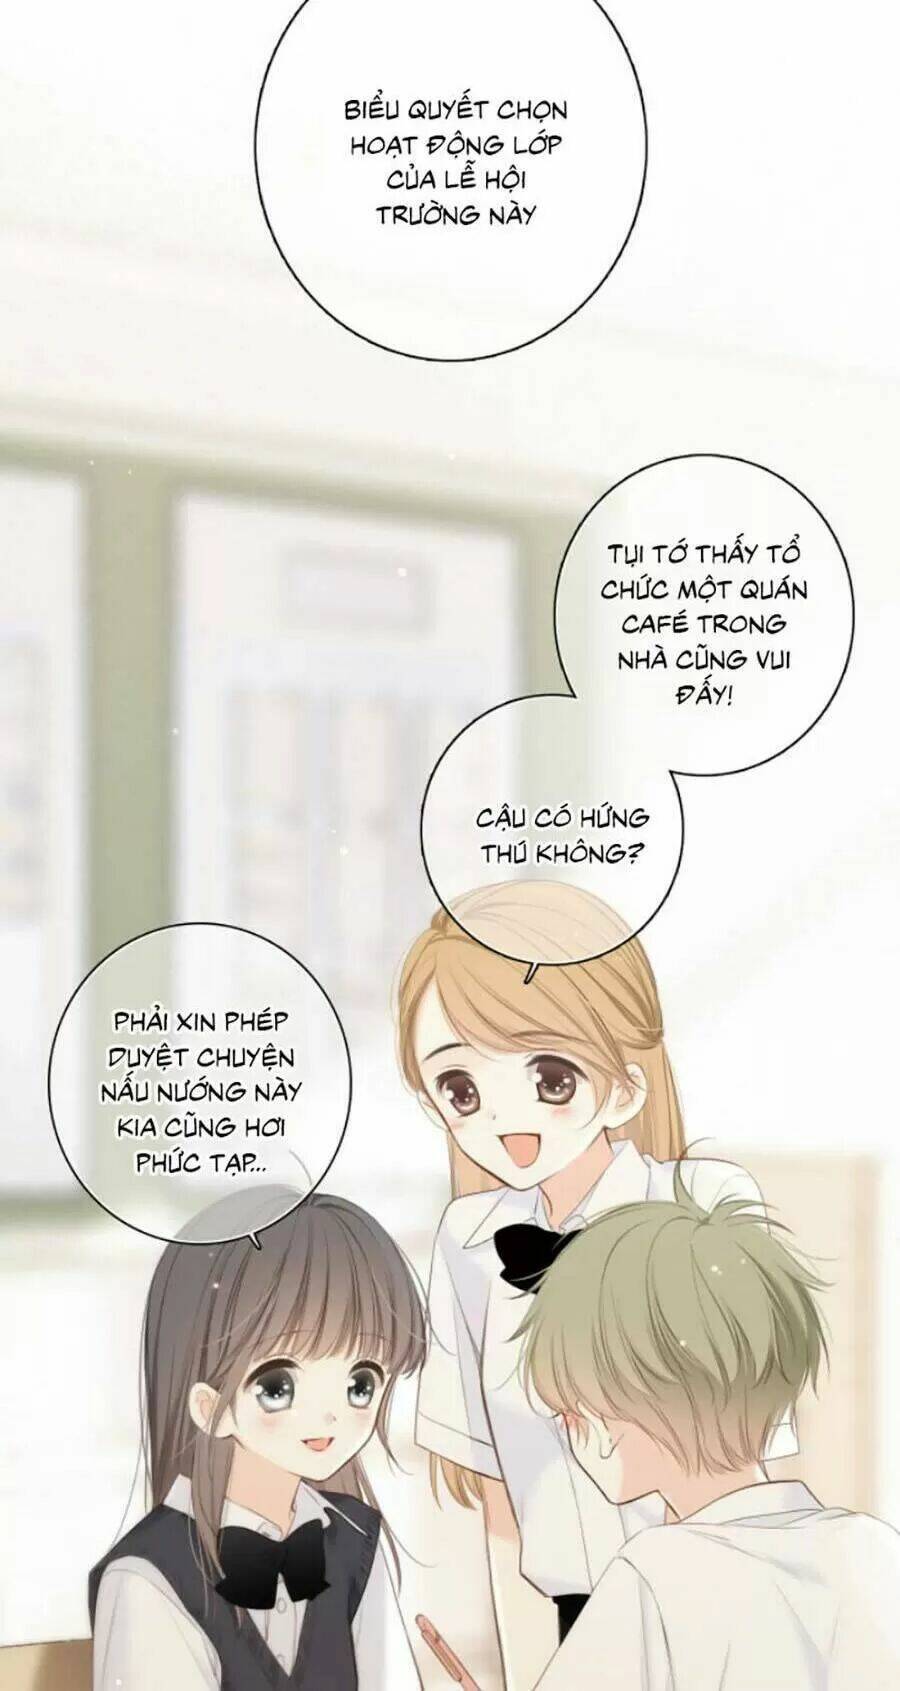 BIỂU QUYẾT CHỌN
HOẠT ĐỘNG LỚP
CỦA LỄ HỘI
TRƯỜNG NÀY
TỤI TỚ THẤY TỔ
CHỨC MỘT QUÁN
CAFÉ TRONG
NHÀ CŨNG VUI
ĐẤY!
CẬU CÓ HỨNG
THÚ KHÔNG?
PHẢI XIN PHÉP
DUYỆT CHUYỆN
NẤU NƯỚNG NÀY
KIA CŨNG HƠI
PHỨC TẠP...